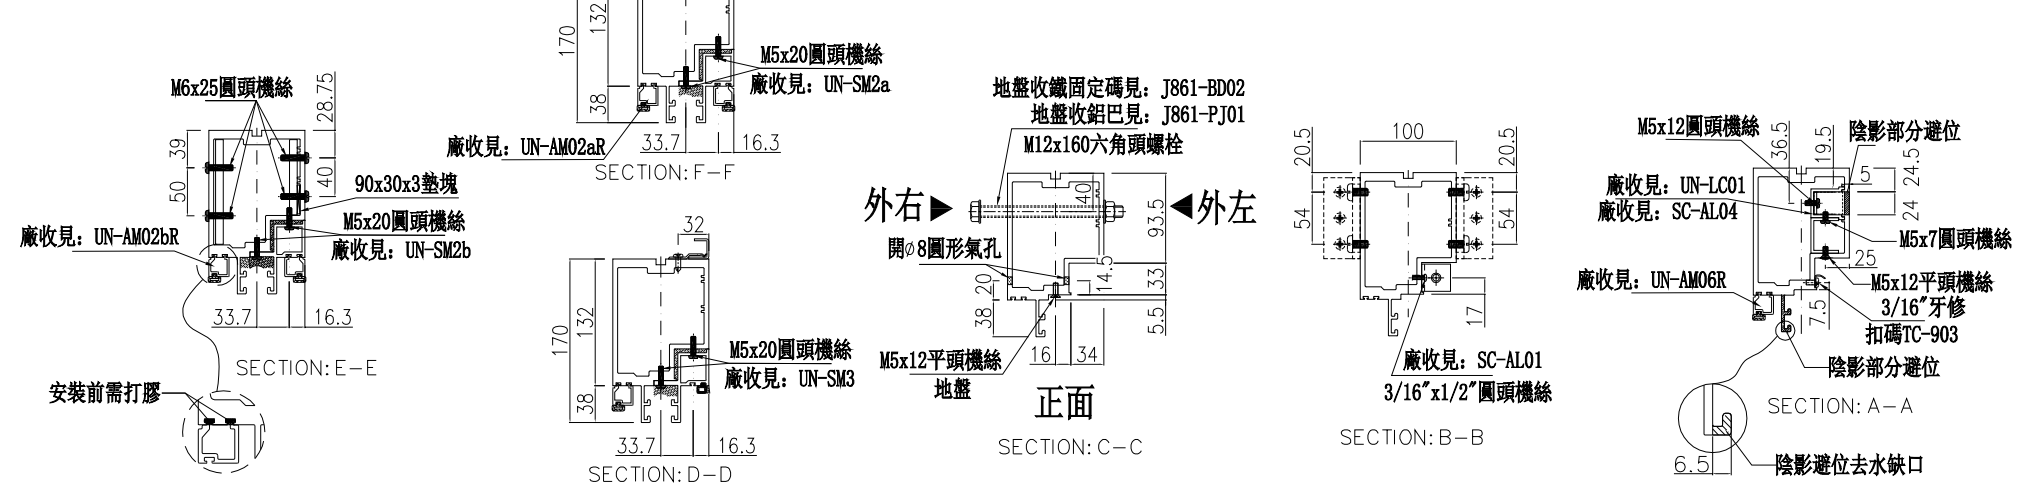 M6x25圓頭機絲
28.75
39
50
40
90x30x3墊塊
M5x20圓頭機絲
廠收見: UN-SM2b
廠收見: UN-AM02bR
33.7
16.3
SECTION: E-E
安裝前需打膠
170
132
38
M5x20圓頭機絲
廠收見: UN-SM2a
廠收見: UN-AM02aR
33.7
16.3
SECTION: F-F
32
170
132
38
M5x20圓頭機絲
廠收見: UN-SM3
33.7
16.3
SECTION: D-D
地盤收鐵固定碼見: J861-BD02
地盤收鋁巴見: J861-PJ01
M12x160六角頭螺栓
外右
40
93.5
外左
開ø8圓形氣孔
20
38
14.5
33
5.5
M5x12平頭機絲
地盤
16
34
正面
SECTION: C-C
100
20.5
20.5
54
54
17
廠收見: SC-AL01
3/16"x1/2"圓頭機絲
SECTION: B-B
M5x12圓頭機絲
36.5
19.5
陰影部分避位
5
24.5
24
廠收見: UN-LC01
廠收見: SC-AL04
M5x7圓頭機絲
25
廠收見: UN-AM06R
M5x12平頭機絲
3/16"牙修
扣碼TC-903
7.5
陰影部分避位
SECTION: A-A
6.5
陰影避位去水缺口